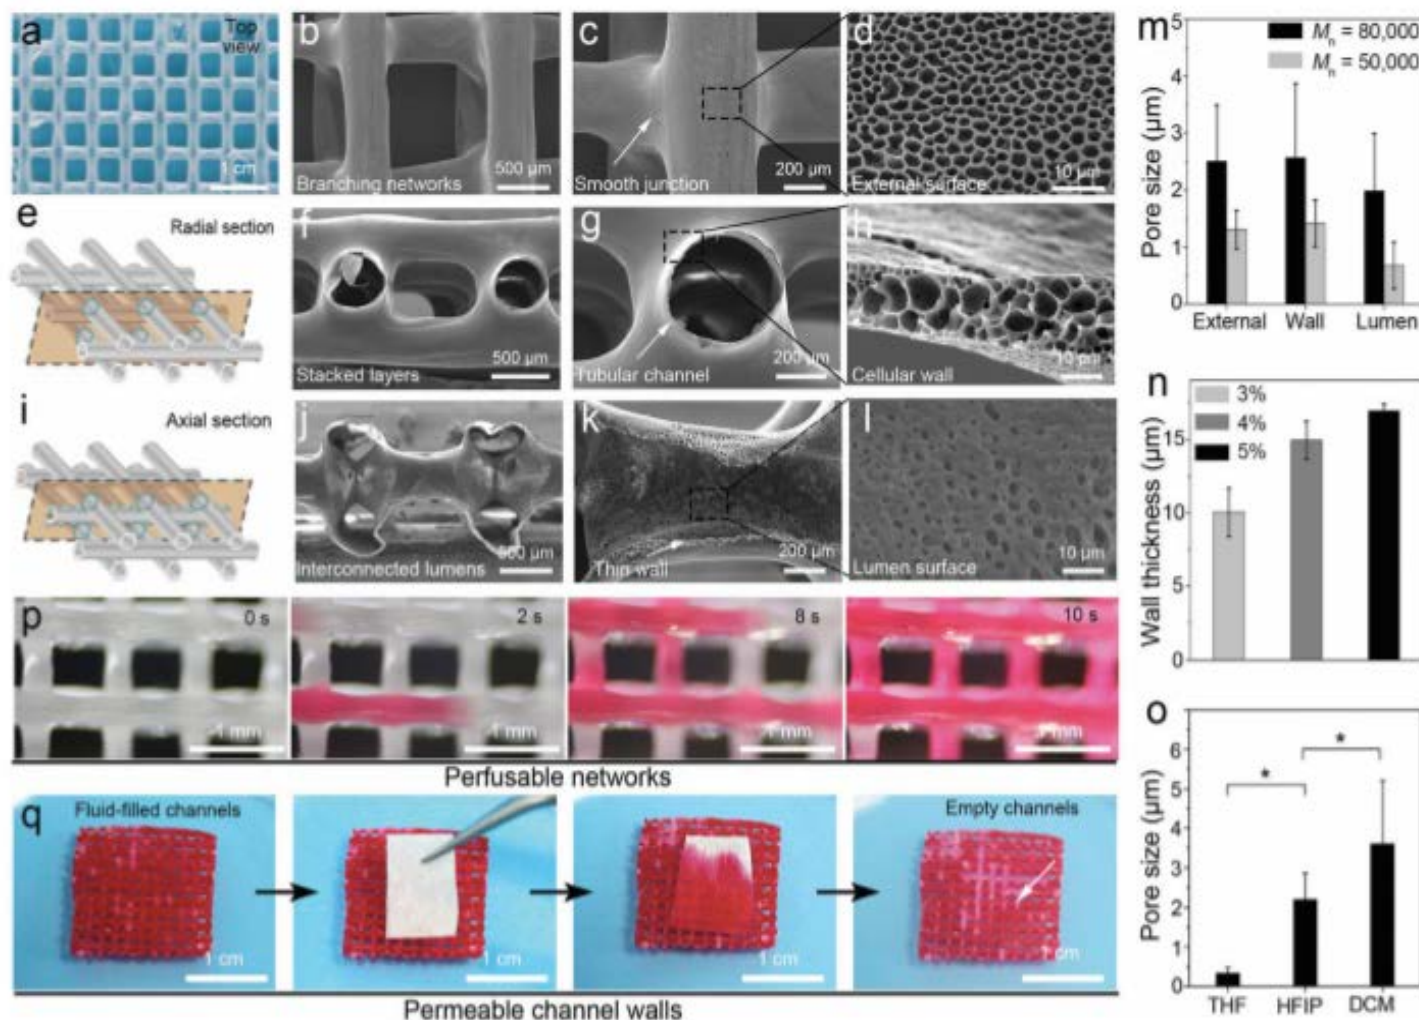 a
Top
view
1 cm
b
Branching networks
500 µm
c
Smooth junction
200 µm
d
External surface
10 µm
e
Radial section
f
Stacked layers
500 µm
g
Tubular channel
200 µm
h
Cellular wall
10 µm
i
Axial section
j
Interconnected lumens
500 µm
k
Thin wall
200 µm
l
Lumen surface
10 µm
p
0 s
1 mm
2 s
1 mm
8 s
1 mm
10 s
1 mm
Perfusable networks
q
Fluid-filled channels
1 cm
1 cm
1 cm
Empty channels
1 cm
Permeable channel walls
m
Mn = 80,000
Mn = 50,000
Pore size (µm)
5
4
3
2
1
0
External Wall Lumen
n
3%
4%
5%
Wall thickness (µm)
15
10
5
0
o
* *
Pore size (µm)
6
5
4
3
2
1
0
THF HFIP DCM